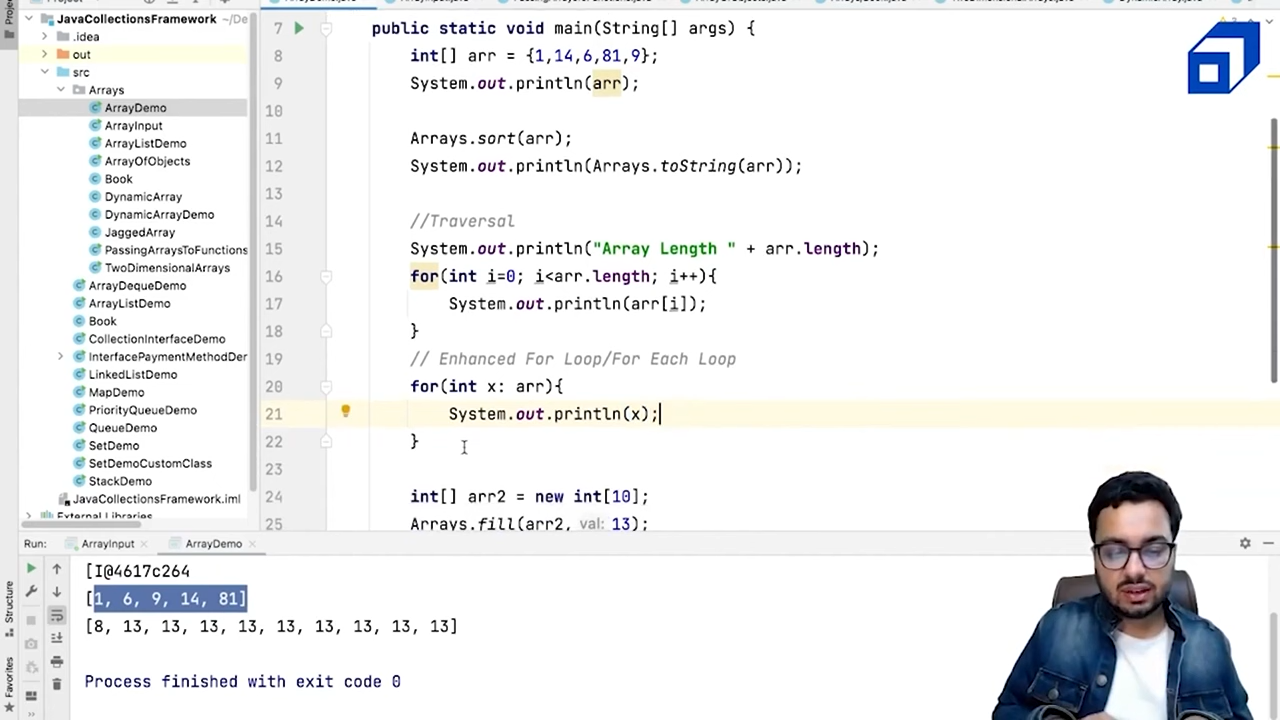 JavaCollectionsFramework ~/De
.idea
out
src
Arrays
ArrayDemo
ArrayInput
ArrayListDemo
ArrayOfObjects
Book
DynamicArray
DynamicArrayDemo
JaggedArray
PassingArraysToFunctions
TwoDimensionalArrays
ArrayDequeDemo
ArrayListDemo
Book
CollectionInterfaceDemo
InterfacePaymentMethodDer
LinkedListDemo
MapDemo
PriorityQueueDemo
QueueDemo
SetDemo
SetDemoCustomClass
StackDemo
JavaCollectionsFramework.iml
External Libraries
7 public static void main(String[] args) {
8 int[] arr = {1,14,6,81,9};
9 System.out.println(arr);
10
11 Arrays.sort(arr);
12 System.out.println(Arrays.toString(arr));
13
14 //Traversal
15 System.out.println("Array Length " + arr.length);
16 for(int i=0; i<arr.length; i++){
17 System.out.println(arr[i]);
18 }
19 // Enhanced For Loop/For Each Loop
20 for(int x: arr){
21 System.out.println(x);
22 }
23
24 int[] arr2 = new int[10];
25 Arrays.fill(arr2, val: 13);
Run: ArrayInput ArrayDemo
[I@4617c264
[1, 6, 9, 14, 81]
[8, 13, 13, 13, 13, 13, 13, 13, 13, 13]
Process finished with exit code 0
Structure
Favorites